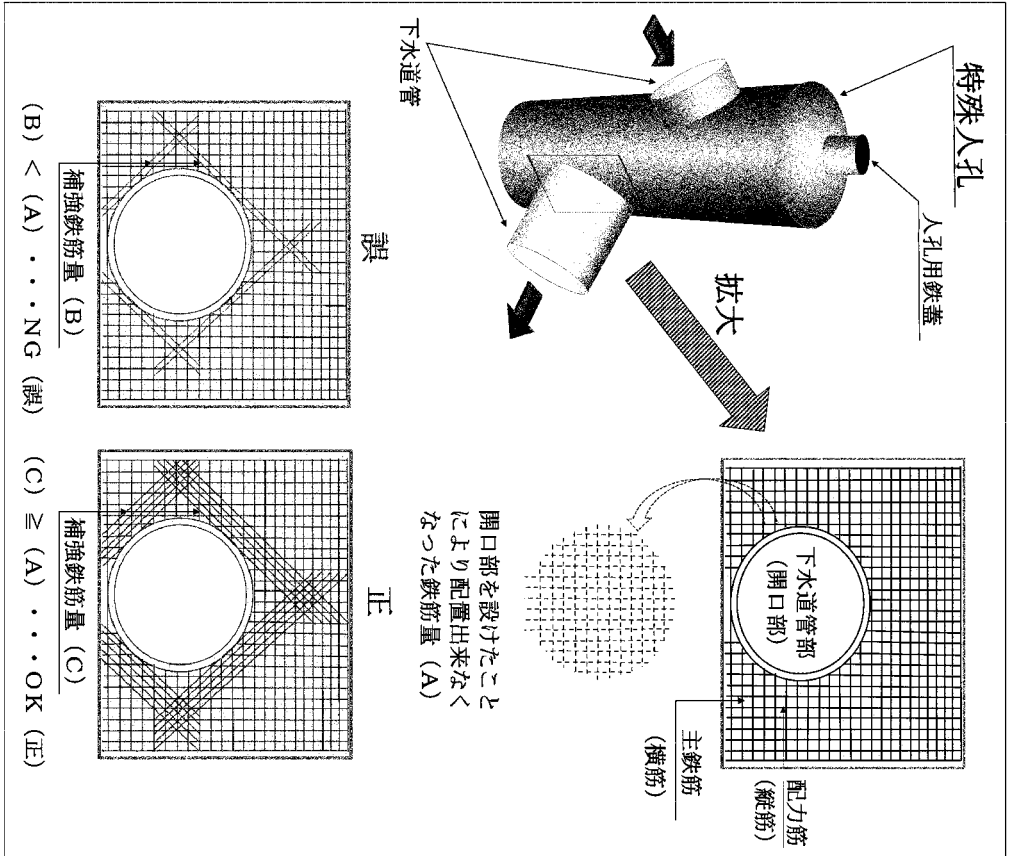 特殊人孔
人孔用鉄蓋
下水道管
拡大
下水道管部
(開口部)
配力筋
(縦筋)
主鉄筋
(横筋)
開口部を設けたこと
により配置出来なく
なった鉄筋量（A）
誤
補強鉄筋量（B）
(B) < (A)・・・NG（誤）
正
補強鉄筋量（C）
(C) ≧ (A)・・・OK（正）